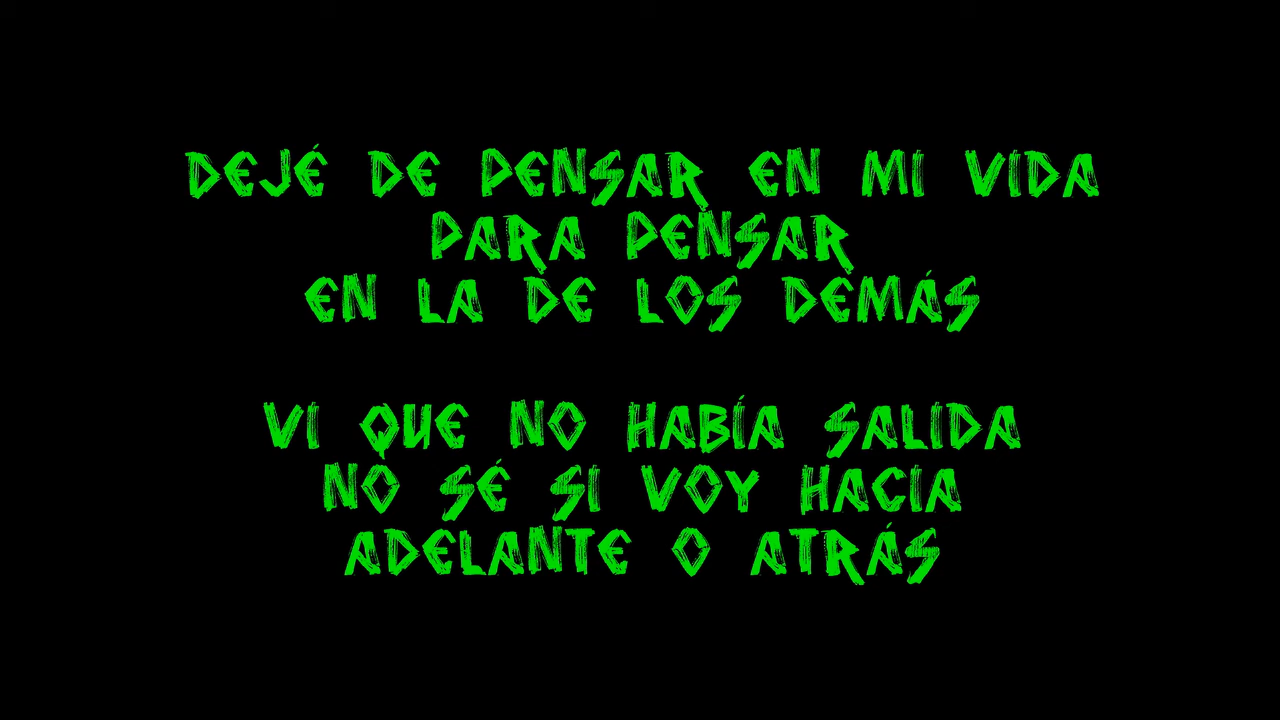 DEJÉ DE PENSAR EN MI VIDA
PARA PENSAR
EN LA DE LOS DEMÁS
VI QUE NO HABÍA SALIDA
NO SÉ SI VOY HACIA
ADELANTE O ATRÁS